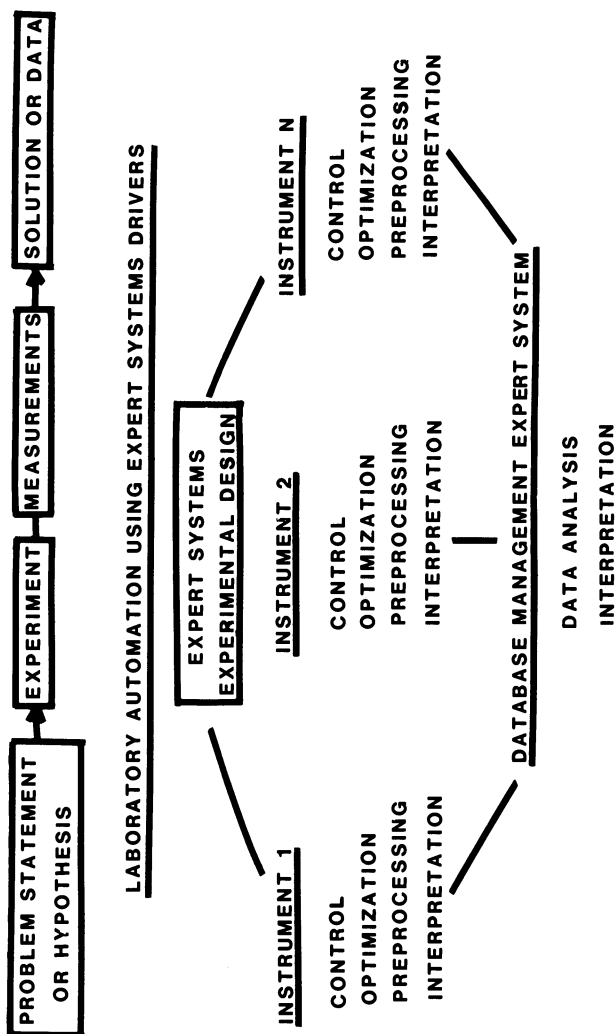 PROBLEM STATEMENT
OR HYPOTHESIS
EXPERIMENT
MEASUREMENTS
SOLUTION OR DATA
LABORATORY AUTOMATION USING EXPERT SYSTEMS DRIVERS
EXPERT SYSTEMS
EXPERIMENTAL DESIGN
INSTRUMENT 1
CONTROL
OPTIMIZATION
PREPROCESSING
INTERPRETATION
INSTRUMENT 2
CONTROL
OPTIMIZATION
PREPROCESSING
INTERPRETATION
INSTRUMENT N
CONTROL
OPTIMIZATION
PREPROCESSING
INTERPRETATION
DATABASE MANAGEMENT EXPERT SYSTEM
DATA ANALYSIS
INTERPRETATION